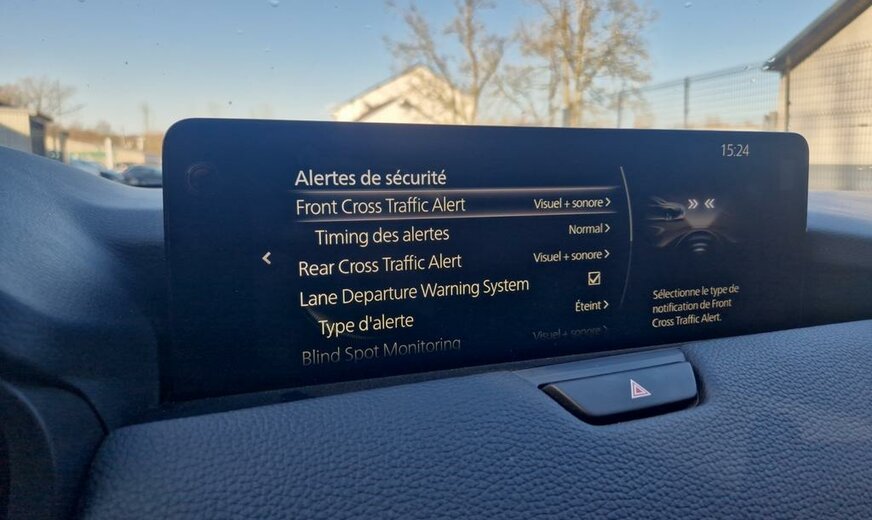 15:24
Alertes de sécurité
Front Cross Traffic Alert Visuel + sonore >
Timing des alertes Normal >
Rear Cross Traffic Alert Visuel + sonore >
Lane Departure Warning System
Type d'alerte Éteint >
Blind Spot Monitoring Visuel + sonore >
Sélectionne le type de
notification de Front
Cross Traffic Alert.